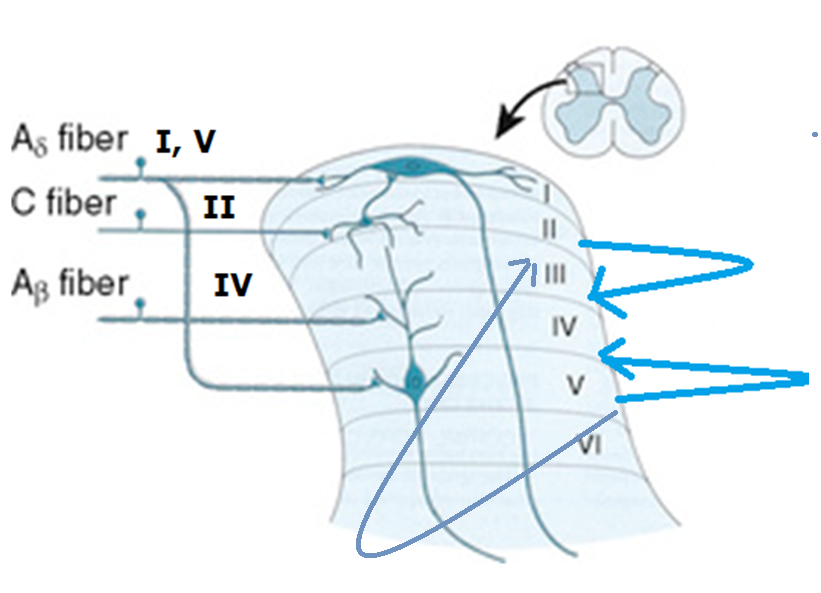 Aδ fiber I, V
C fiber II
Aβ fiber IV
I
II
III
IV
V
VI